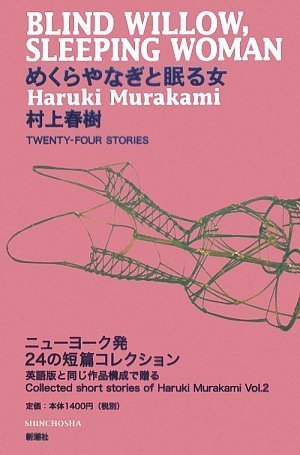 BLIND WILLOW,
SLEEPING WOMAN
めくらやなぎと眠る女
Haruki Murakami
村上春樹
TWENTY-FOUR STORIES
ニューヨーク発
24の短篇コレクション
英語版と同じ作品構成で贈る
Collected short stories of Haruki Murakami Vol.2
定価：本体1400円（税別）
SHINCHOSHA
新潮社